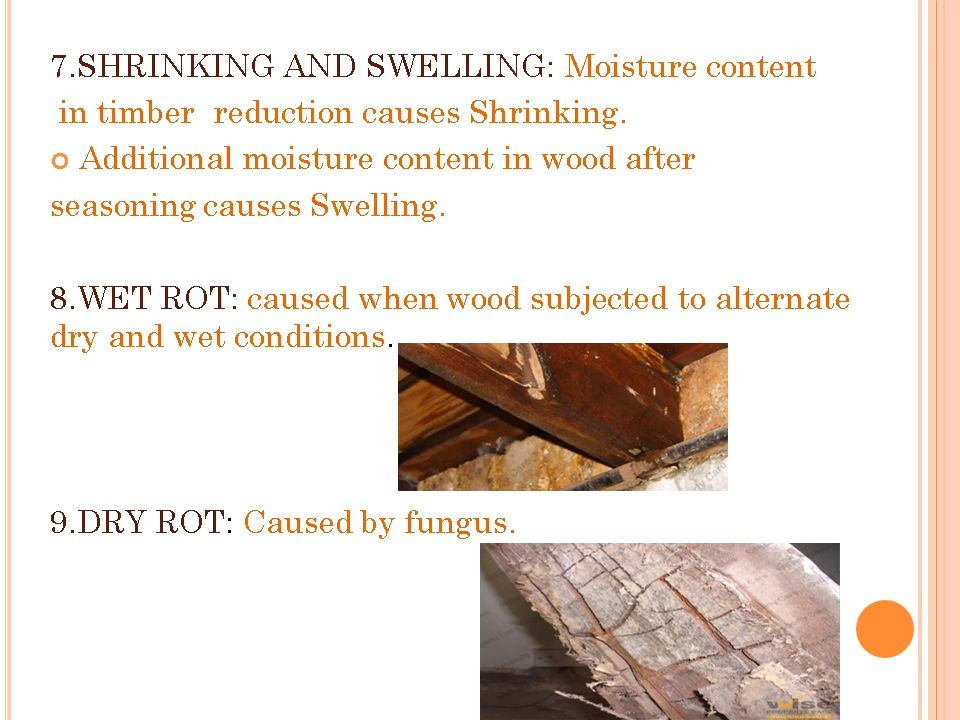 7.SHRINKING AND SWELLING: Moisture content
in timber  reduction causes Shrinking.
Additional moisture content in wood after
seasoning causes Swelling.
8.WET ROT: caused when wood subjected to alternate
dry and wet conditions.
9.DRY ROT: Caused by fungus.
wise